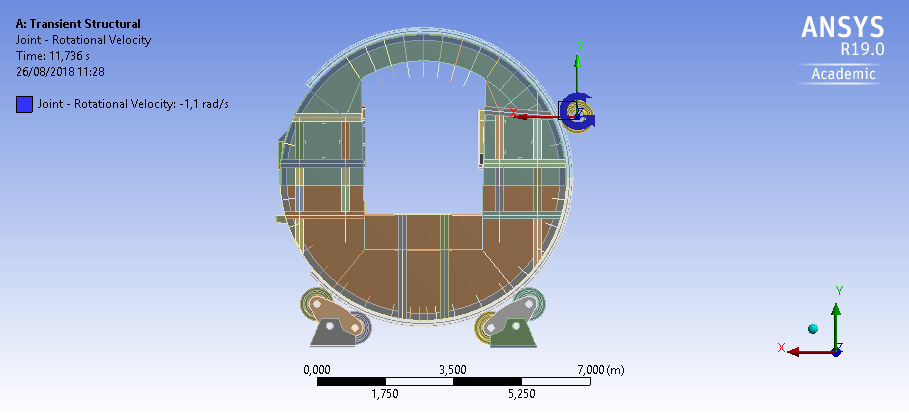 A: Transient Structural
Joint - Rotational Velocity
Time: 11,736 s
26/08/2018 11:28
Joint - Rotational Velocity: -1,1 rad/s
ANSYS
R19.0
Academic
Y
X
Y
X
Z
0,000 3,500 7,000 (m)
1,750 5,250